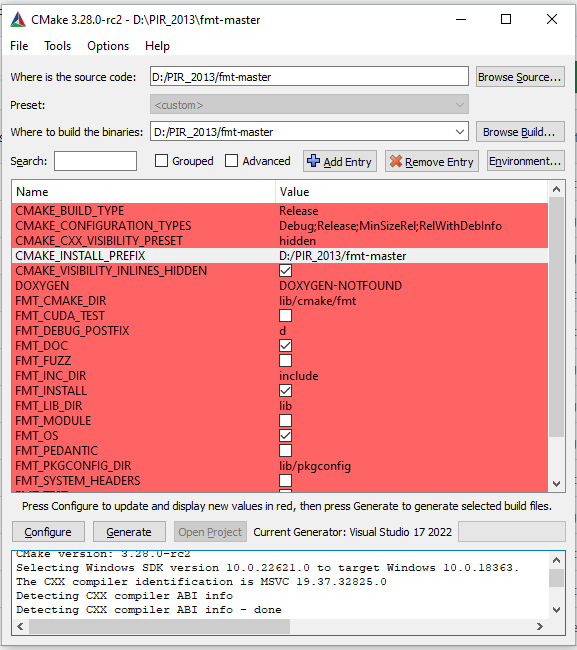 CMake 3.28.0-rc2 - D:\PIR_2013\fmt-master
File Tools Options Help
Where is the source code: D:/PIR_2013/fmt-master Browse Source...
Preset: <custom>
Where to build the binaries: D:/PIR_2013/fmt-master Browse Build...
Search: Grouped Advanced Add Entry Remove Entry Environment...
Name Value
CMAKE_BUILD_TYPE Release
CMAKE_CONFIGURATION_TYPES Debug;Release;MinSizeRel;RelWithDebInfo
CMAKE_CXX_VISIBILITY_PRESET hidden
CMAKE_INSTALL_PREFIX D:/PIR_2013/fmt-master
CMAKE_VISIBILITY_INLINES_HIDDEN
DOXYGEN DOXYGEN-NOTFOUND
FMT_CMAKE_DIR lib/cmake/fmt
FMT_CUDA_TEST
FMT_DEBUG_POSTFIX d
FMT_DOC
FMT_FUZZ
FMT_INC_DIR include
FMT_INSTALL
FMT_LIB_DIR lib
FMT_MODULE
FMT_OS
FMT_PEDANTIC
FMT_PKGCONFIG_DIR lib/pkgconfig
FMT_SYSTEM_HEADERS
Press Configure to update and display new values in red, then press Generate to generate selected build files.
Configure Generate Open Project Current Generator: Visual Studio 17 2022
CMake version: 3.28.0-rc2
Selecting Windows SDK version 10.0.22621.0 to target Windows 10.0.18363.
The CXX compiler identification is MSVC 19.37.32825.0
Detecting CXX compiler ABI info
Detecting CXX compiler ABI info - done